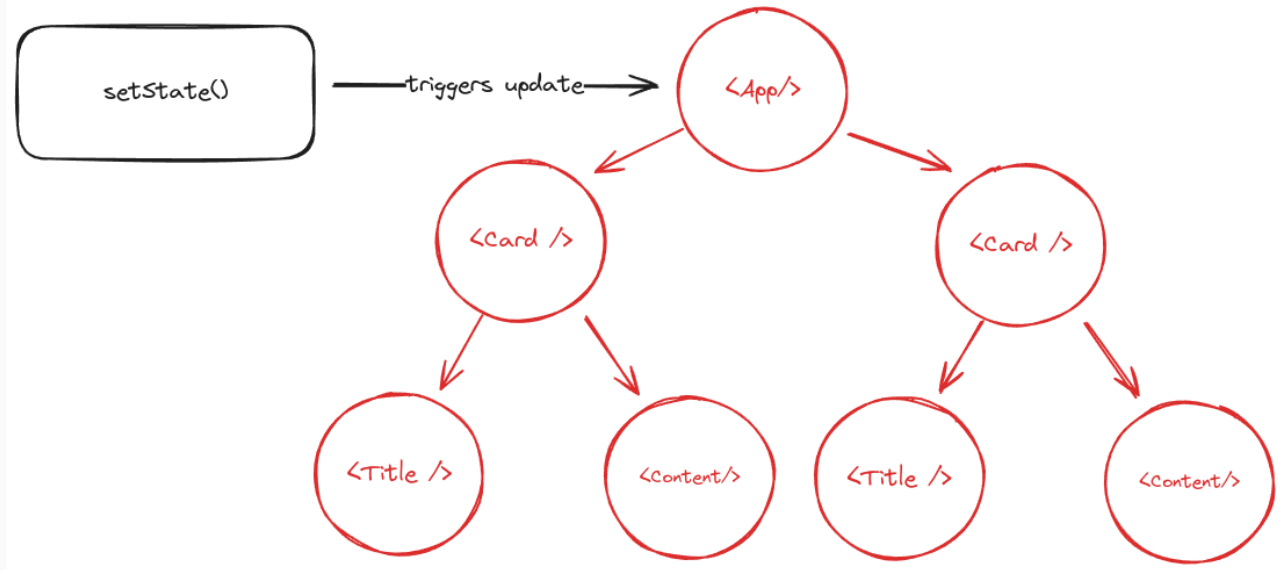 setState()
triggers update
<App/>
<Card />
<Card />
<Title />
<Content/>
<Title />
<Content/>